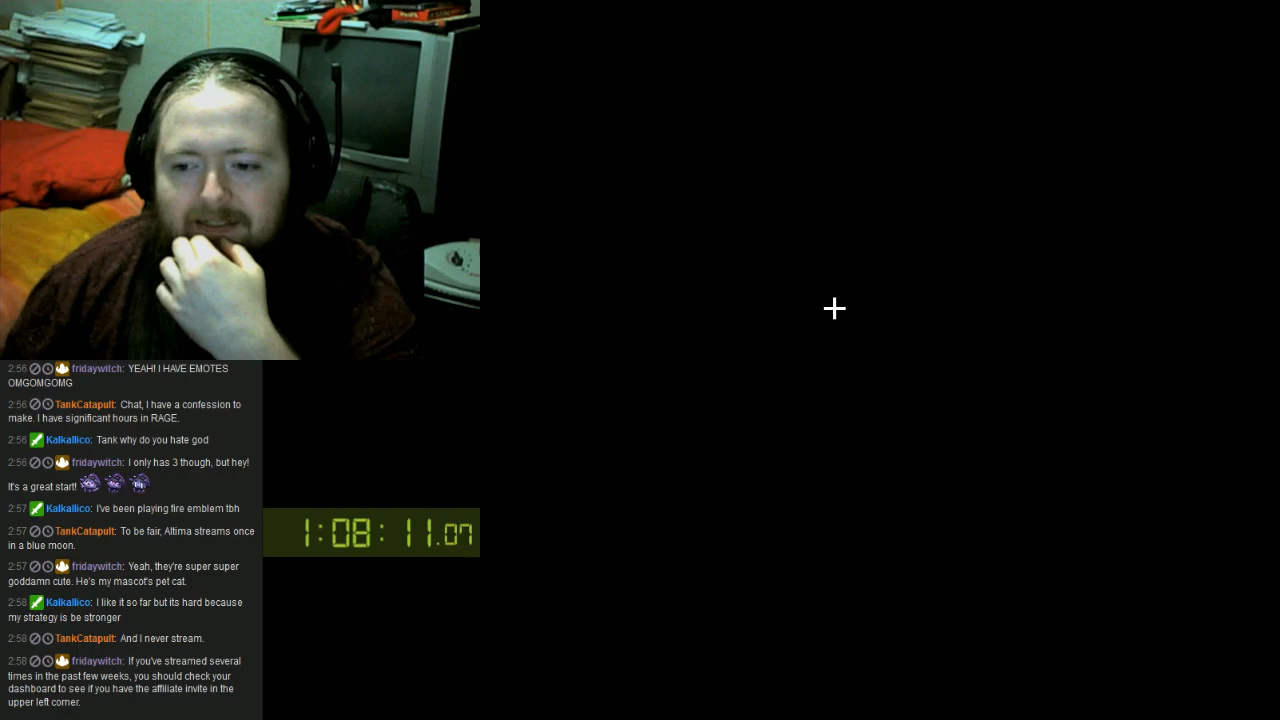 2:56 fridaywitch: YEAH! I HAVE EMOTES
OMGOMGOMG
2:56 TankCatapult: Chat, I have a confession to
make. I have significant hours in RAGE.
2:56 Kalkallico: Tank why do you hate god
2:56 fridaywitch: I only has 3 though, but hey!
It's a great start!
2:57 Kalkallico: I've been playing fire emblem tbh
2:57 TankCatapult: To be fair, Altima streams once
in a blue moon.
2:57 fridaywitch: Yeah, they're super super
goddamn cute. He's my mascot's pet cat.
2:58 Kalkallico: I like it so far but its hard because
my strategy is be stronger
2:58 TankCatapult: And I never stream.
2:58 fridaywitch: If you've streamed several
times in the past few weeks, you should check your
dashboard to see if you have the affiliate invite in the
upper left corner.
1:08:11.07